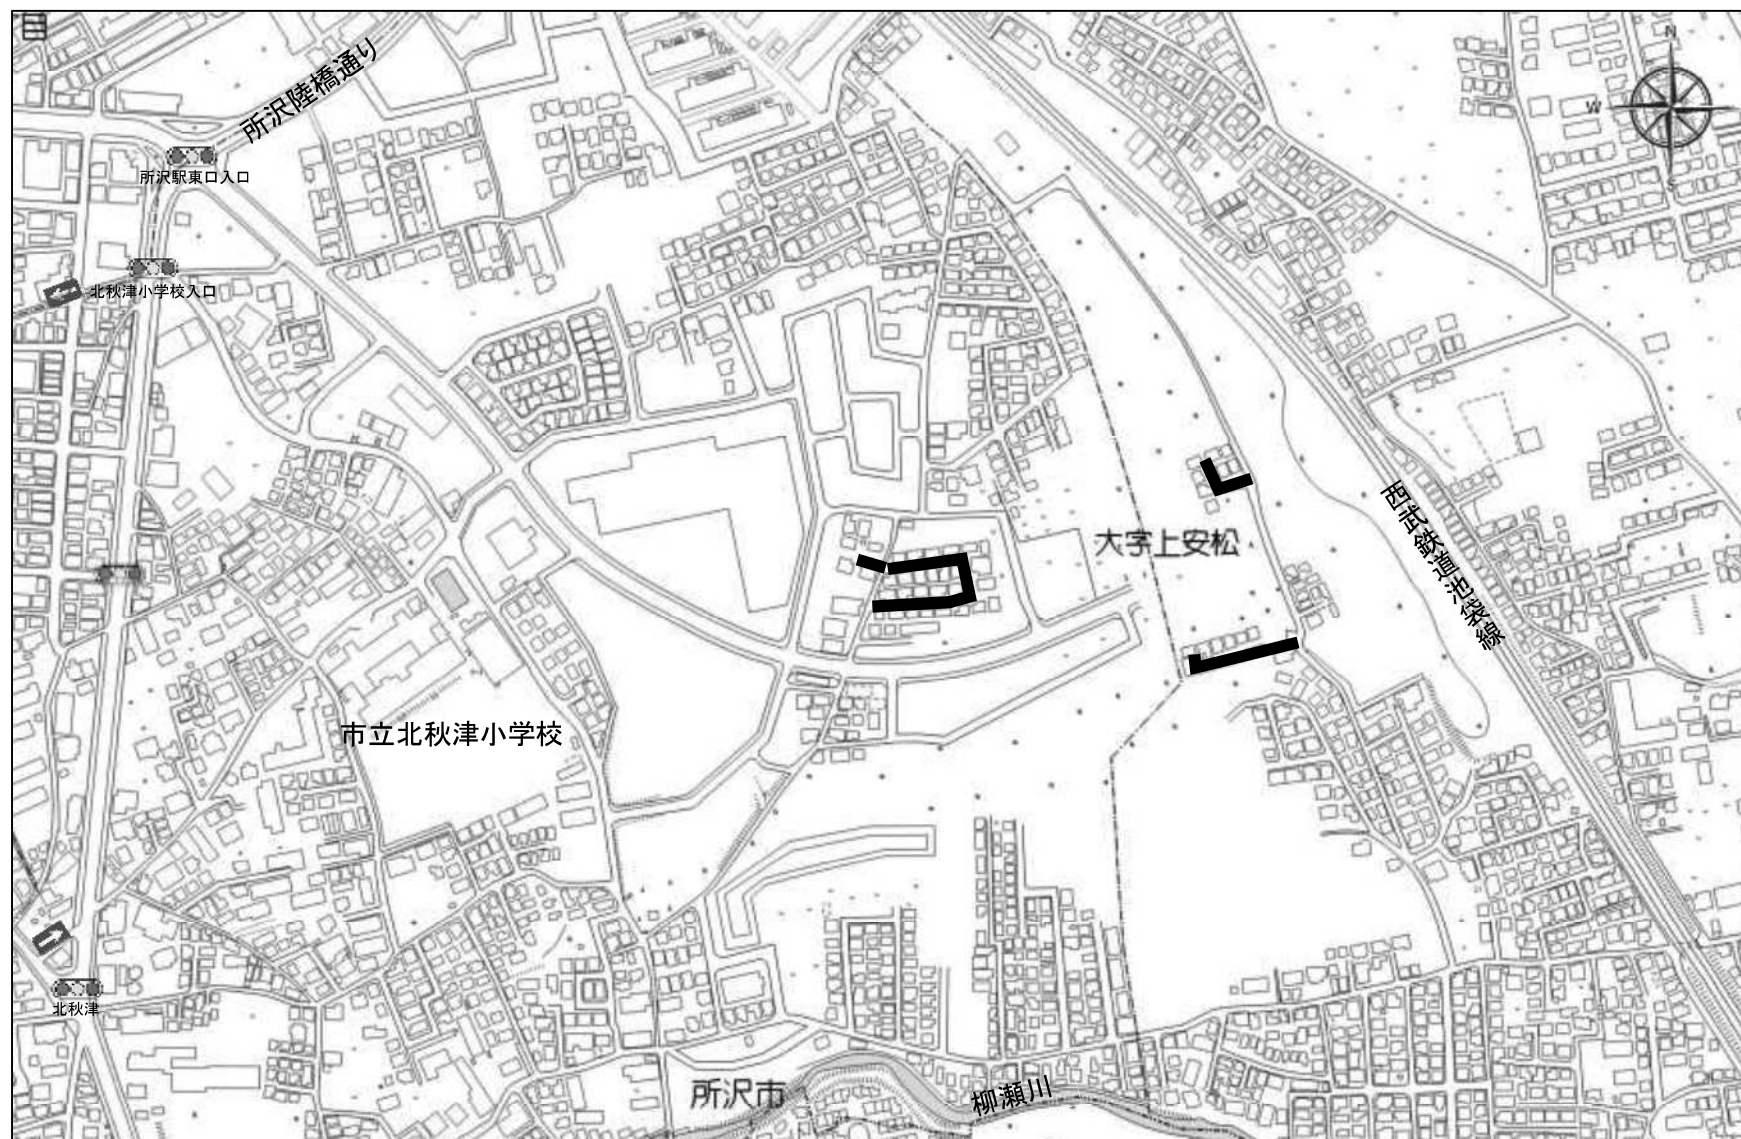 N
所沢陸橋通り
W
所沢駅東口入口
S
北秋津小学校入口
西武鉄道池袋線
大字上安松
市立北秋津小学校
北秋津
所沢市
柳瀬川